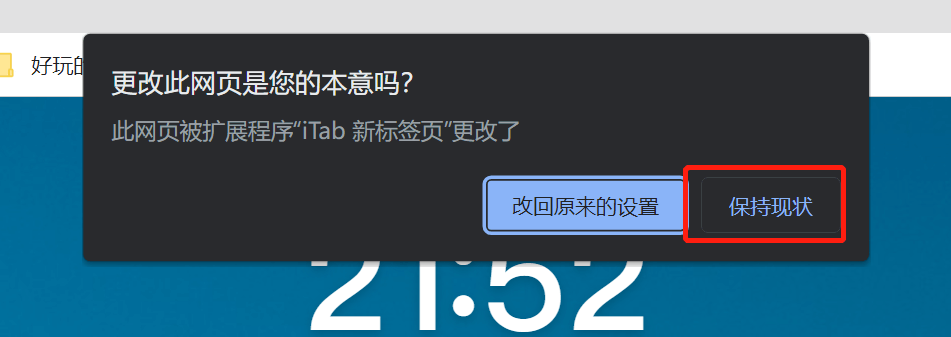 好玩的
更改此网页是您的本意吗?
此网页被扩展程序“iTab 新标签页”更改了
改回原来的设置
保持现状
21:52